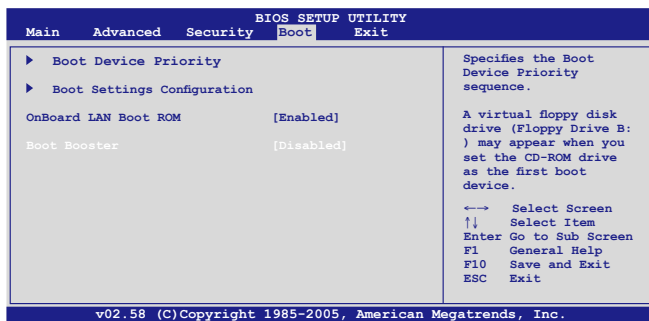 BIOS SETUP UTILITY
Main Advanced Security Boot Exit
Boot Device Priority
Boot Settings Configuration
OnBoard LAN Boot ROM [Enabled]
Boot Booster [Disabled]
Specifies the Boot
Device Priority
sequence.
A virtual floppy disk
drive (Floppy Drive B:
) may appear when you
set the CD-ROM drive
as the first boot
device.
←→ Select Screen
↑↓ Select Item
Enter Go to Sub Screen
F1 General Help
F10 Save and Exit
ESC Exit
v02.58 (C)Copyright 1985-2005, American Megatrends, Inc.